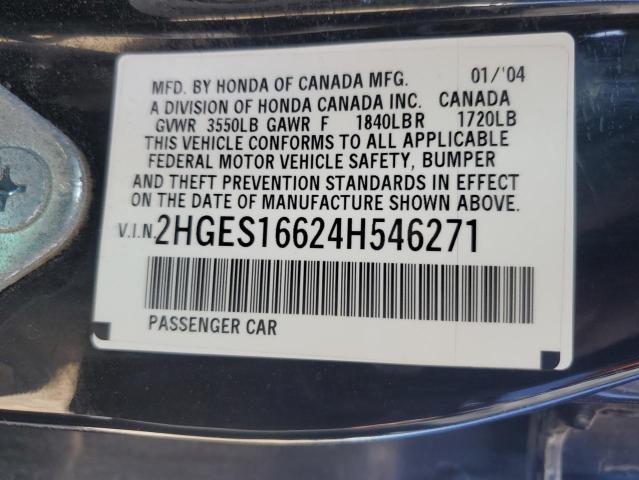 MFD. BY HONDA OF CANADA MFG. 01/'04
A DIVISION OF HONDA CANADA INC. CANADA
GVWR 3550LB GAWR F 1840LB R 1720LB
THIS VEHICLE CONFORMS TO ALL APPLICABLE
FEDERAL MOTOR VEHICLE SAFETY, BUMPER
AND THEFT PREVENTION STANDARDS IN EFFECT
ON THE DATE OF MANUFACTURE SHOWN ABOVE.
V.I.N. 2HGES16624H546271
PASSENGER CAR